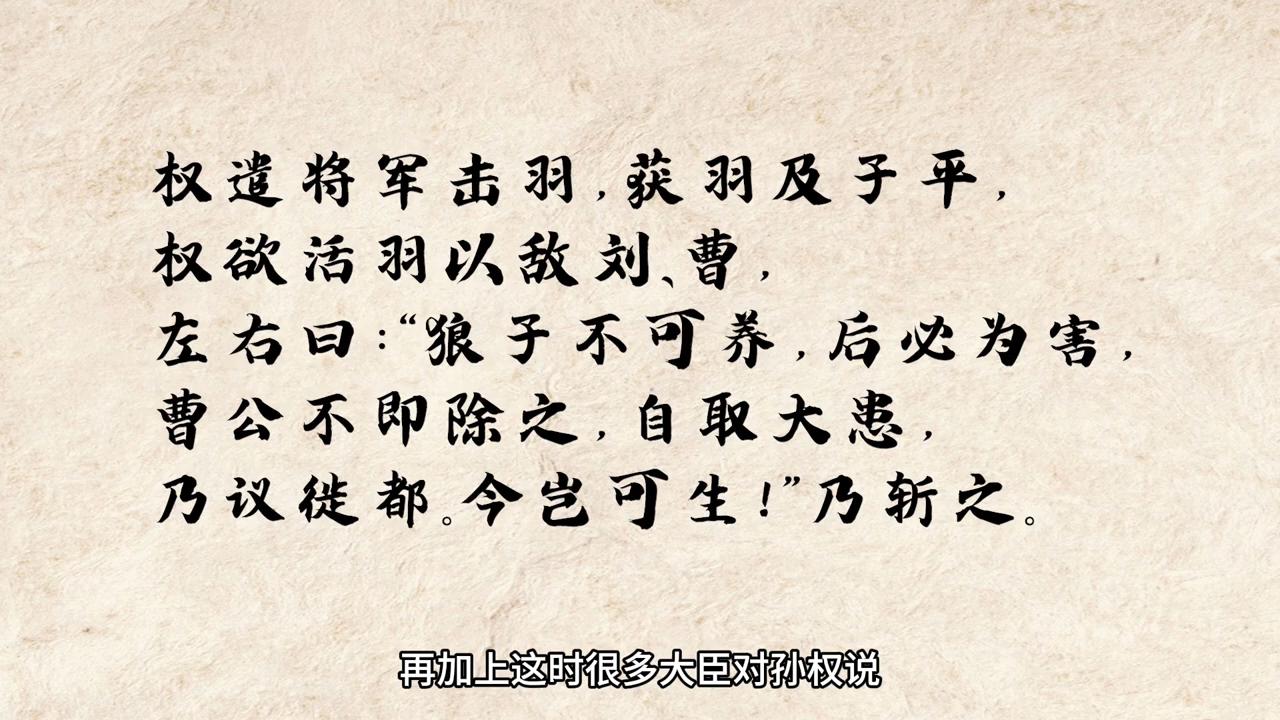 权遣将军击羽,获羽及子平,
权欲活羽以敌刘、曹,
左右曰:“狼子不可养,后必为害,
曹公不即除之,自取大患,
乃议徙都。今岂可生!”乃斩之。
再加上这时很多大臣对孙权说